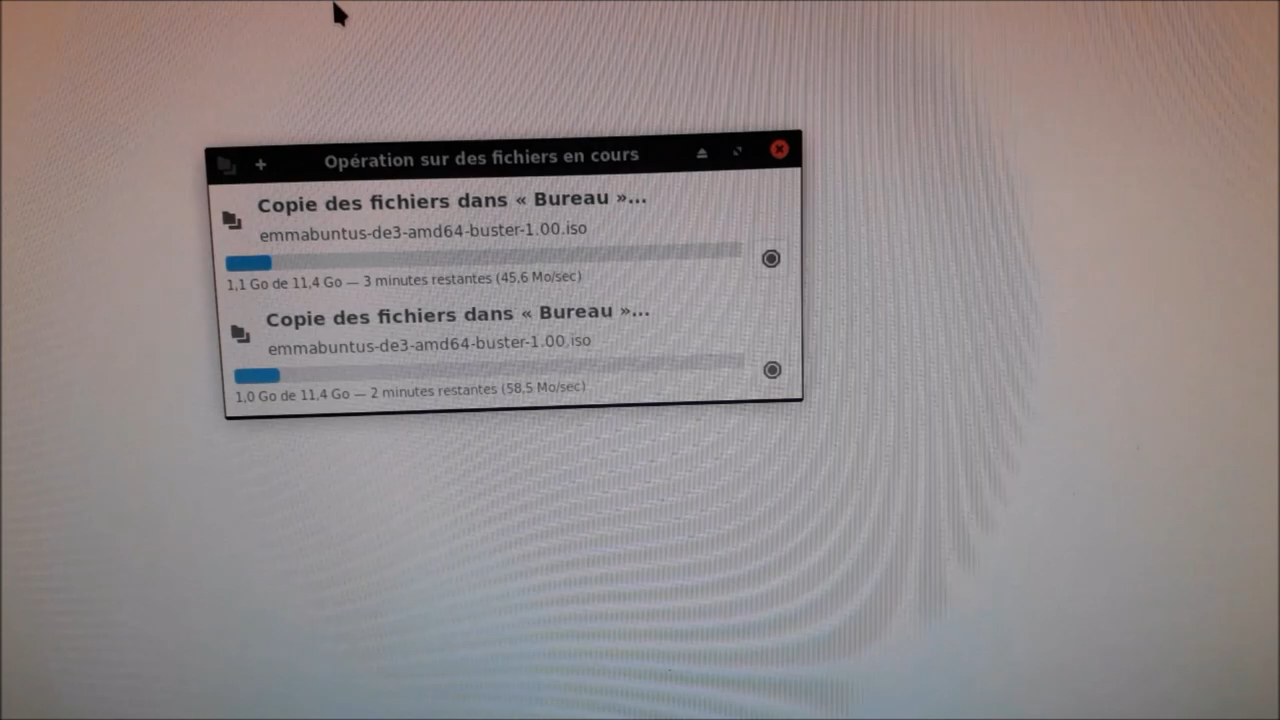 Opération sur des fichiers en cours
Copie des fichiers dans « Bureau »...
emmabuntus-de3-amd64-buster-1.00.iso
1,1 Go de 11,4 Go — 3 minutes restantes (45,6 Mo/sec)
Copie des fichiers dans « Bureau »...
emmabuntus-de3-amd64-buster-1.00.iso
1,0 Go de 11,4 Go — 2 minutes restantes (58,5 Mo/sec)